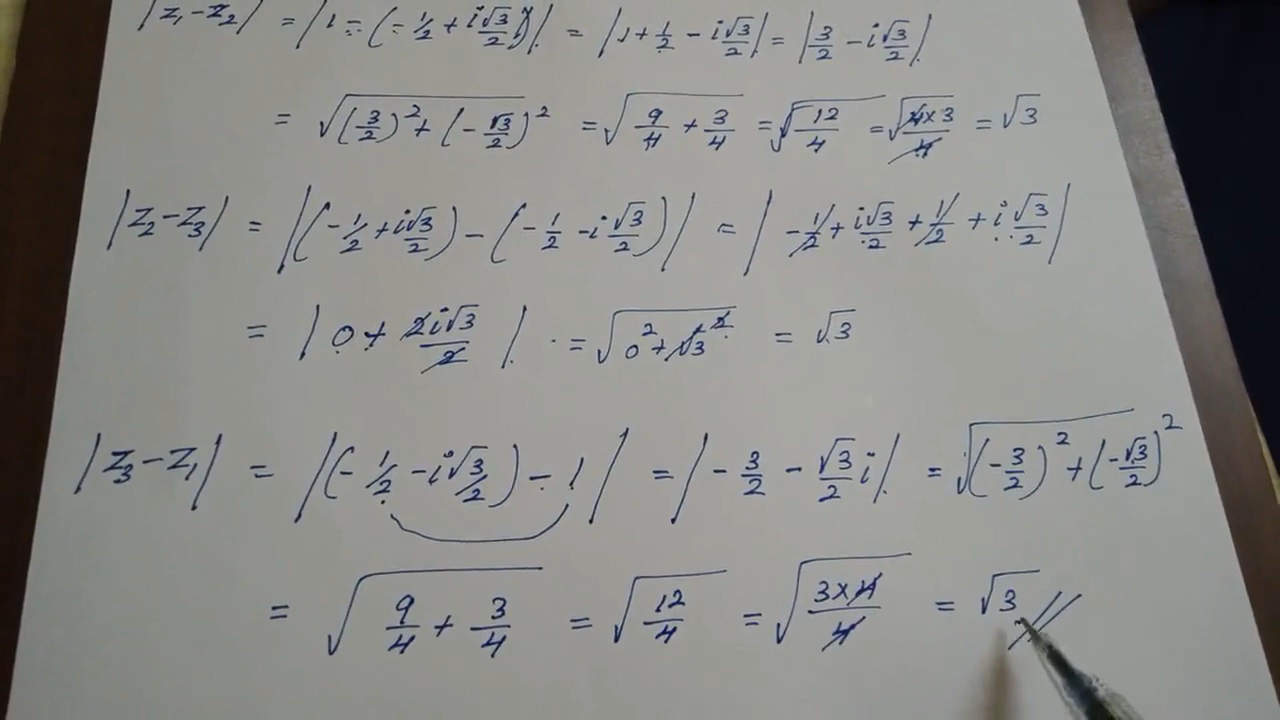 |z₁-z₂| = |1-(-1/2+i√3/2)| = |1+1/2-i√3/2| = |3/2-i√3/2|
= √((3/2)²+(-√3/2)²) = √(9/4+3/4) = √(12/4) = √(4×3/4) = √3
|z₂-z₃| = |(-1/2+i√3/2)-(-1/2-i√3/2)| = |-1/2+i√3/2+1/2+i√3/2|
= |0+2i√3/2| = √(0²+√3²) = √3
|z₃-z₁| = |(-1/2-i√3/2)-1| = |-3/2-√3/2i| = √((-3/2)²+(-√3/2)²)
= √(9/4+3/4) = √(12/4) = √(3×4/4) = √3//